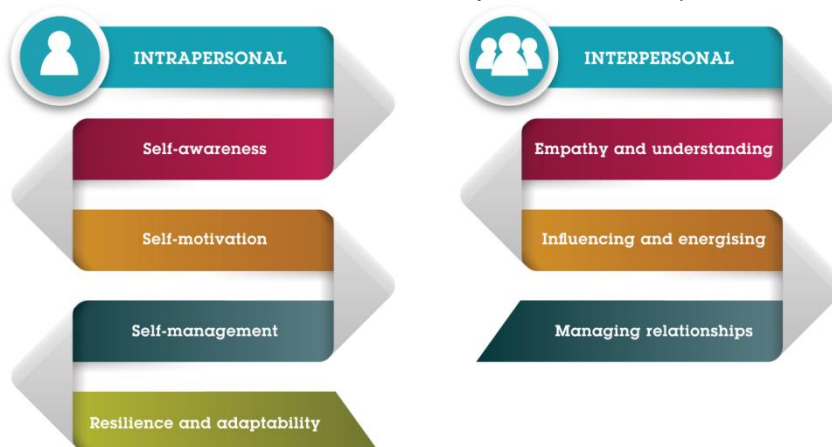 INTRAPERSONAL
Self-awareness
Self-motivation
Self-management
Resilience and adaptability
INTERPERSONAL
Empathy and understanding
Influencing and energising
Managing relationships